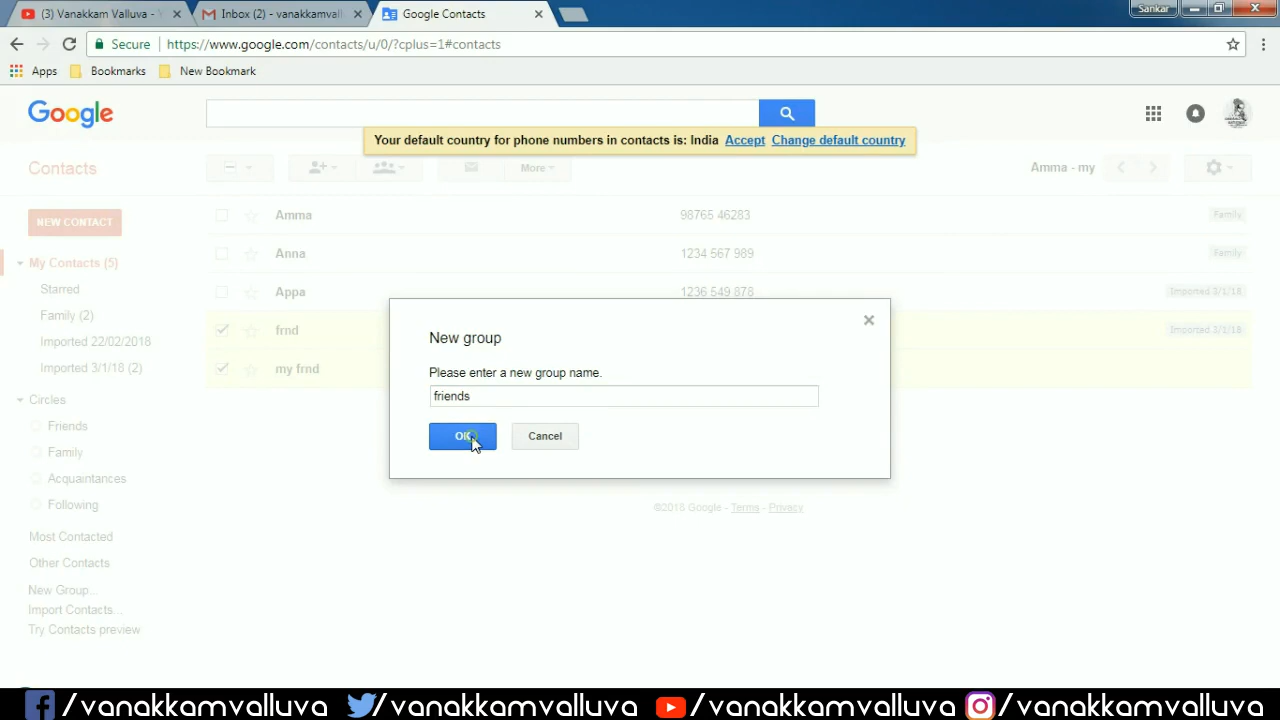 (3) Vanakkam Valluva - Y
Inbox (2) - vanakkamvall
Google Contacts
Sankar
Secure
https://www.google.com/contacts/u/0/?cplus=1#contacts
Apps
Bookmarks
New Bookmark
Google
Your default country for phone numbers in contacts is: India Accept Change default country
Contacts
More
Amma - my
NEW CONTACT
Amma 98765 46283 Family
Anna 1234 567 989 Family
Appa 1236 549 878 Imported 3/1/18
frnd Imported 3/1/18
my frnd
My Contacts (5)
Starred
Family (2)
Imported 22/02/2018
Imported 3/1/18 (2)
Circles
Friends
Family
Acquaintances
Following
Most Contacted
Other Contacts
New Group...
Import Contacts...
Try Contacts preview
New group
Please enter a new group name.
friends
OK
Cancel
©2018 Google - Terms - Privacy
/vanakkamvalluva /vanakkamvalluva /vanakkamvalluva /vanakkamvalluva